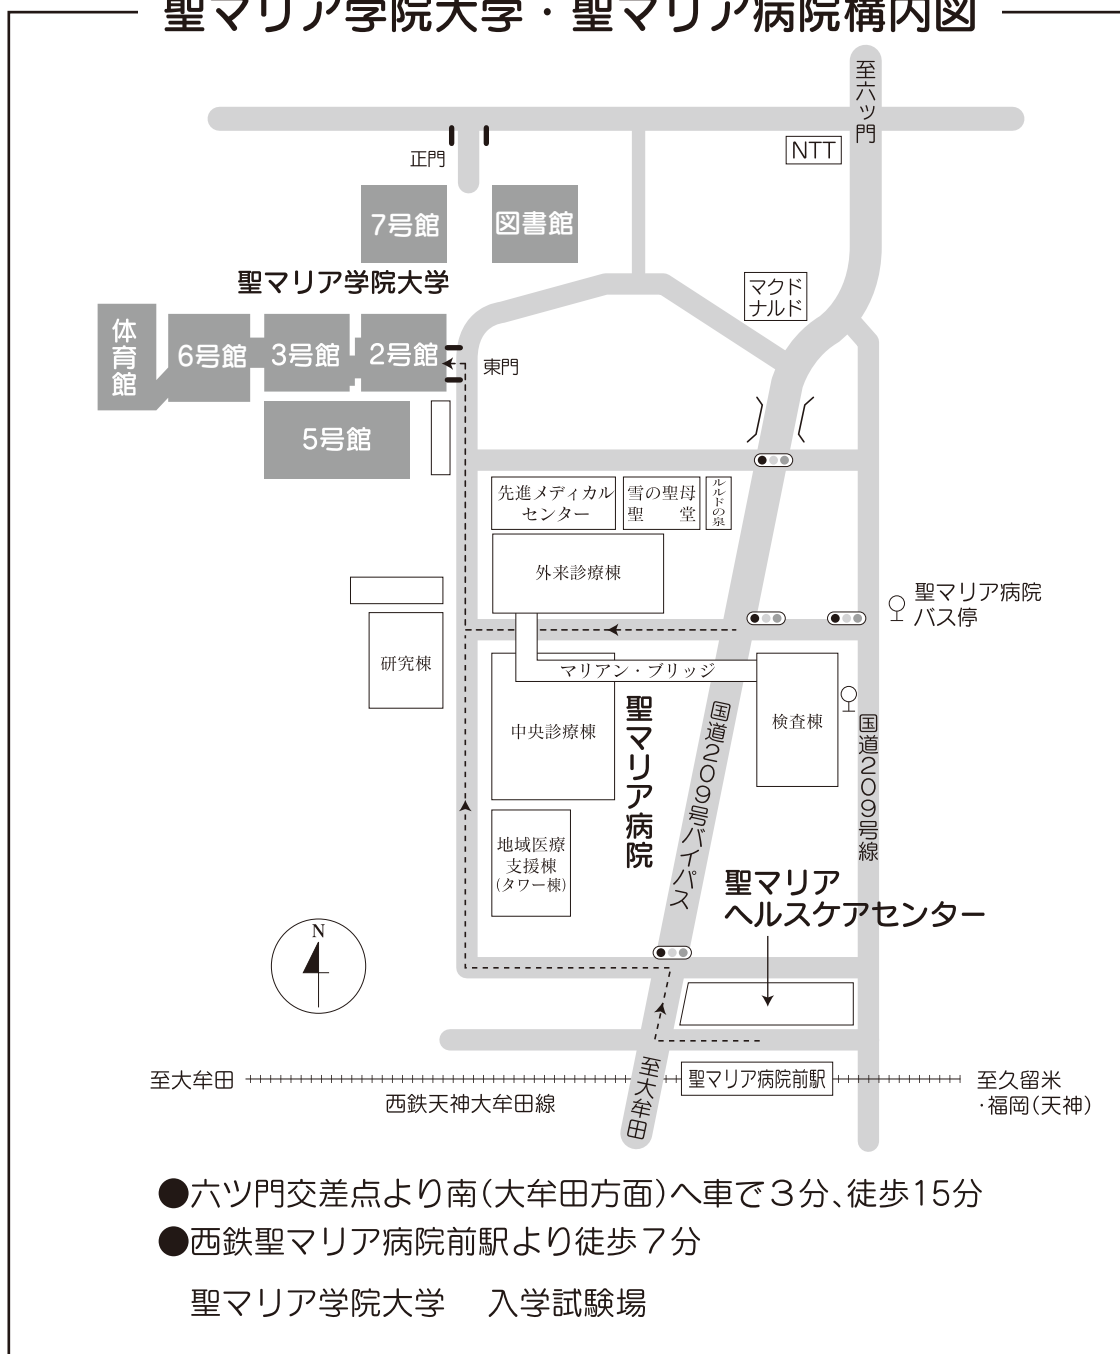 聖マリア学院大学・聖マリア病院構内図
至六ツ門
正門
NTT
7号館
図書館
聖マリア学院大学
マクド
ナルド
体育館
6号館
3号館
2号館
東門
5号館
先進メディカル
センター
雪の聖母
聖　堂
ルルドの泉
外来診療棟
聖マリア病院
バス停
研究棟
マリアン・ブリッジ
中央診療棟
聖マリア病院
国道209号バイパス
検査棟
国道209号線
地域医療
支援棟
(タワー棟)
聖マリア
ヘルスケアセンター
N
至大牟田
西鉄天神大牟田線
至大牟田
聖マリア病院前駅
至久留米
・福岡(天神)
●六ツ門交差点より南(大牟田方面)へ車で3分、徒歩15分
●西鉄聖マリア病院前駅より徒歩7分
聖マリア学院大学　入学試験場